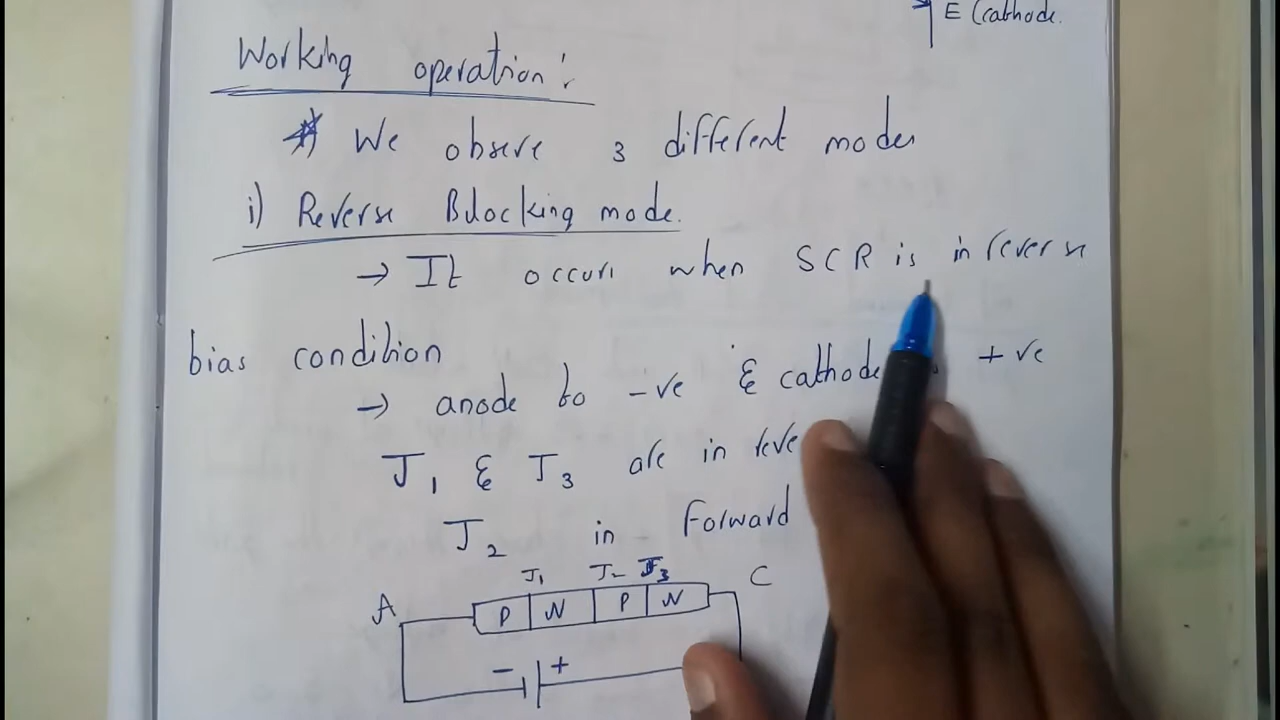 E (cathode.
Working operation:
* We observe 3 different modes
i) Reverse Blocking mode.
→ It occurs when SCR is in reverse
bias condition
→ anode to -ve & cathode +ve
J1 & J3 are in reve
J2 in Forward
J1 J2 J3
A P N P N C
- +